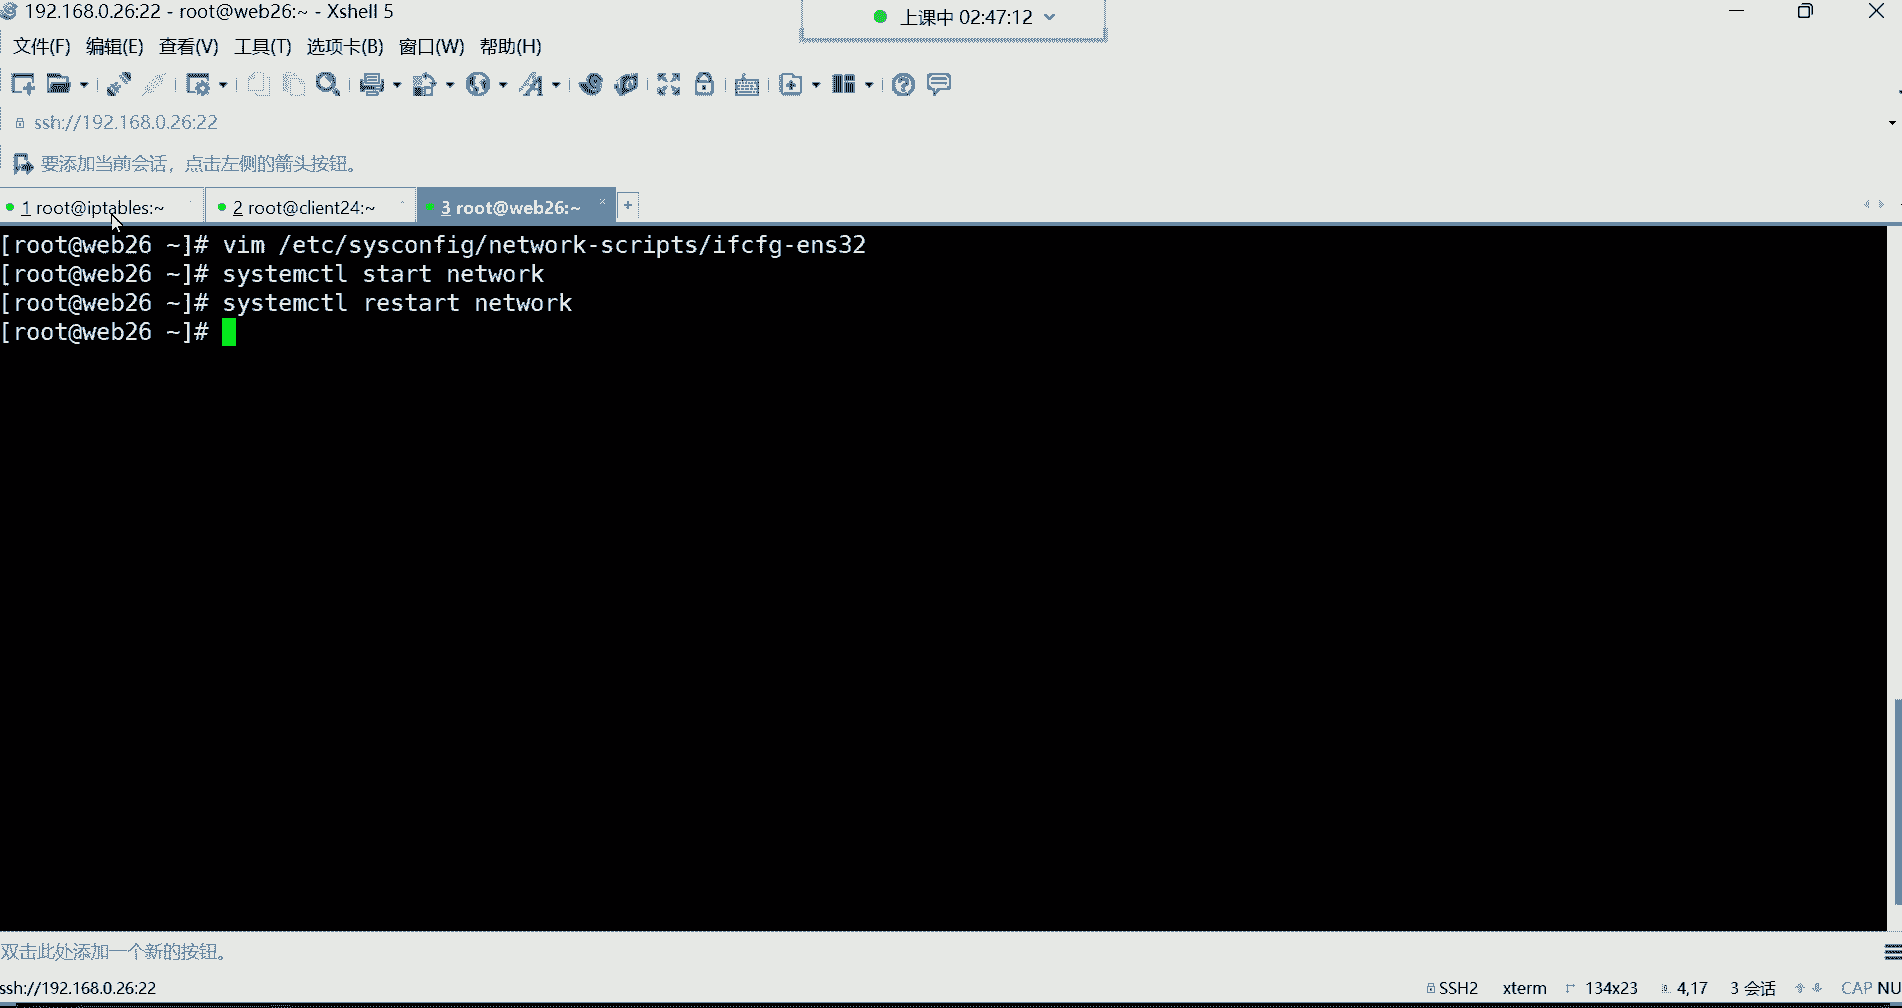 192.168.0.26:22 - root@web26:~ - Xshell 5
上课中 02:47:12
文件(F) 编辑(E) 查看(V) 工具(T) 选项卡(B) 窗口(W) 帮助(H)
ssh://192.168.0.26:22
要添加当前会话，点击左侧的箭头按钮。
1 root@iptables:~ 2 root@client24:~ 3 root@web26:~
[root@web26 ~]# vim /etc/sysconfig/network-scripts/ifcfg-ens32
[root@web26 ~]# systemctl start network
[root@web26 ~]# systemctl restart network
[root@web26 ~]#
双击此处添加一个新的按钮。
ssh://192.168.0.26:22 SSH2 xterm 134x23 4,17 3 会话 CAP NU